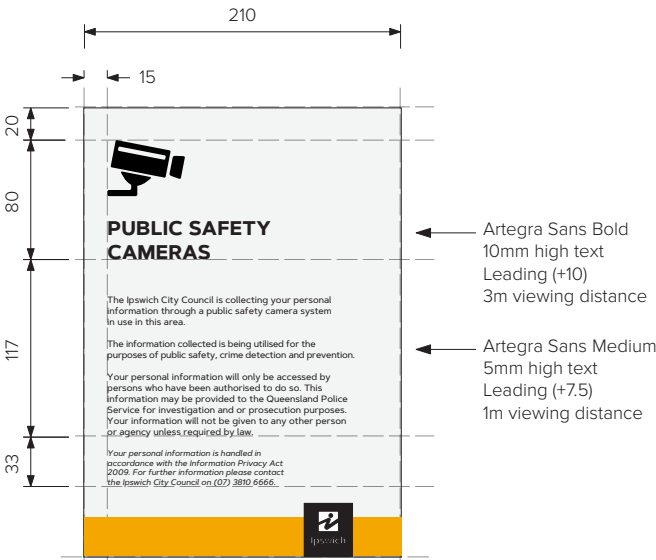 210
15
20
80
117
33
PUBLIC SAFETY
CAMERAS
The Ipswich City Council is collecting your personal
information through a public safety camera system
in use in this area.
The information collected is being utilised for the
purposes of public safety, crime detection and prevention.
Your personal information will only be accessed by
persons who have been authorised to do so. This
information may be provided to the Queensland Police
Service for investigation and or prosecution purposes.
Your information will not be given to any other person
or agency unless required by law.
Your personal information is handled in
accordance with the Information Privacy Act
2009. For further information please contact
the Ipswich City Council on (07) 3810 6666.
Ipswich
Artegra Sans Bold
10mm high text
Leading (+10)
3m viewing distance
Artegra Sans Medium
5mm high text
Leading (+7.5)
1m viewing distance